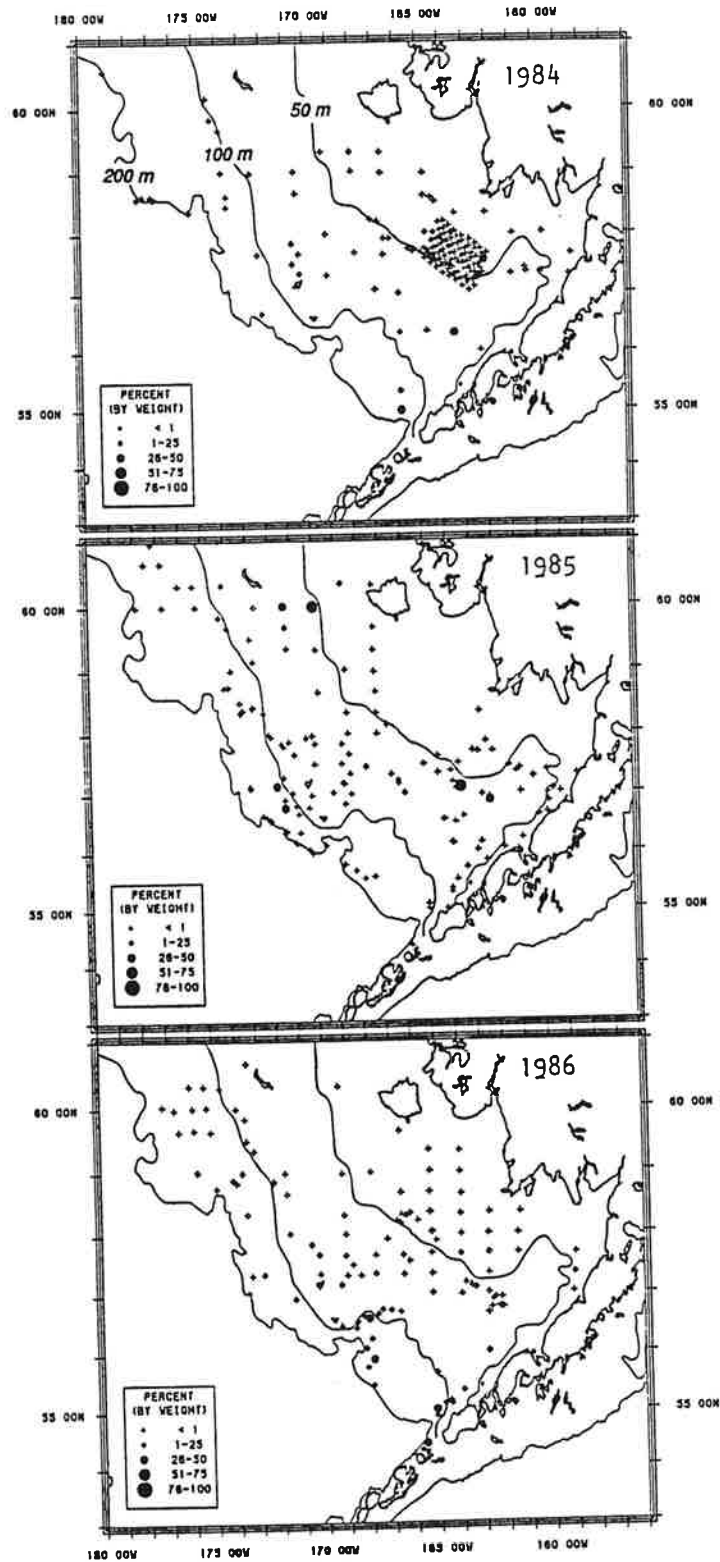 180 00W 175 00W 170 00W 165 00W 160 00W
1984
60 00N
60 00N
50 m
100 m
200 m
55 00N
55 00N
PERCENT
(BY WEIGHT)
< 1
1-25
26-50
51-75
76-100
1985
60 00N
60 00N
55 00N
55 00N
PERCENT
(BY WEIGHT)
< 1
1-25
26-50
51-75
76-100
1986
60 00N
60 00N
55 00N
55 00N
PERCENT
(BY WEIGHT)
< 1
1-25
26-50
51-75
76-100
180 00W 175 00W 170 00W 165 00W 160 00W